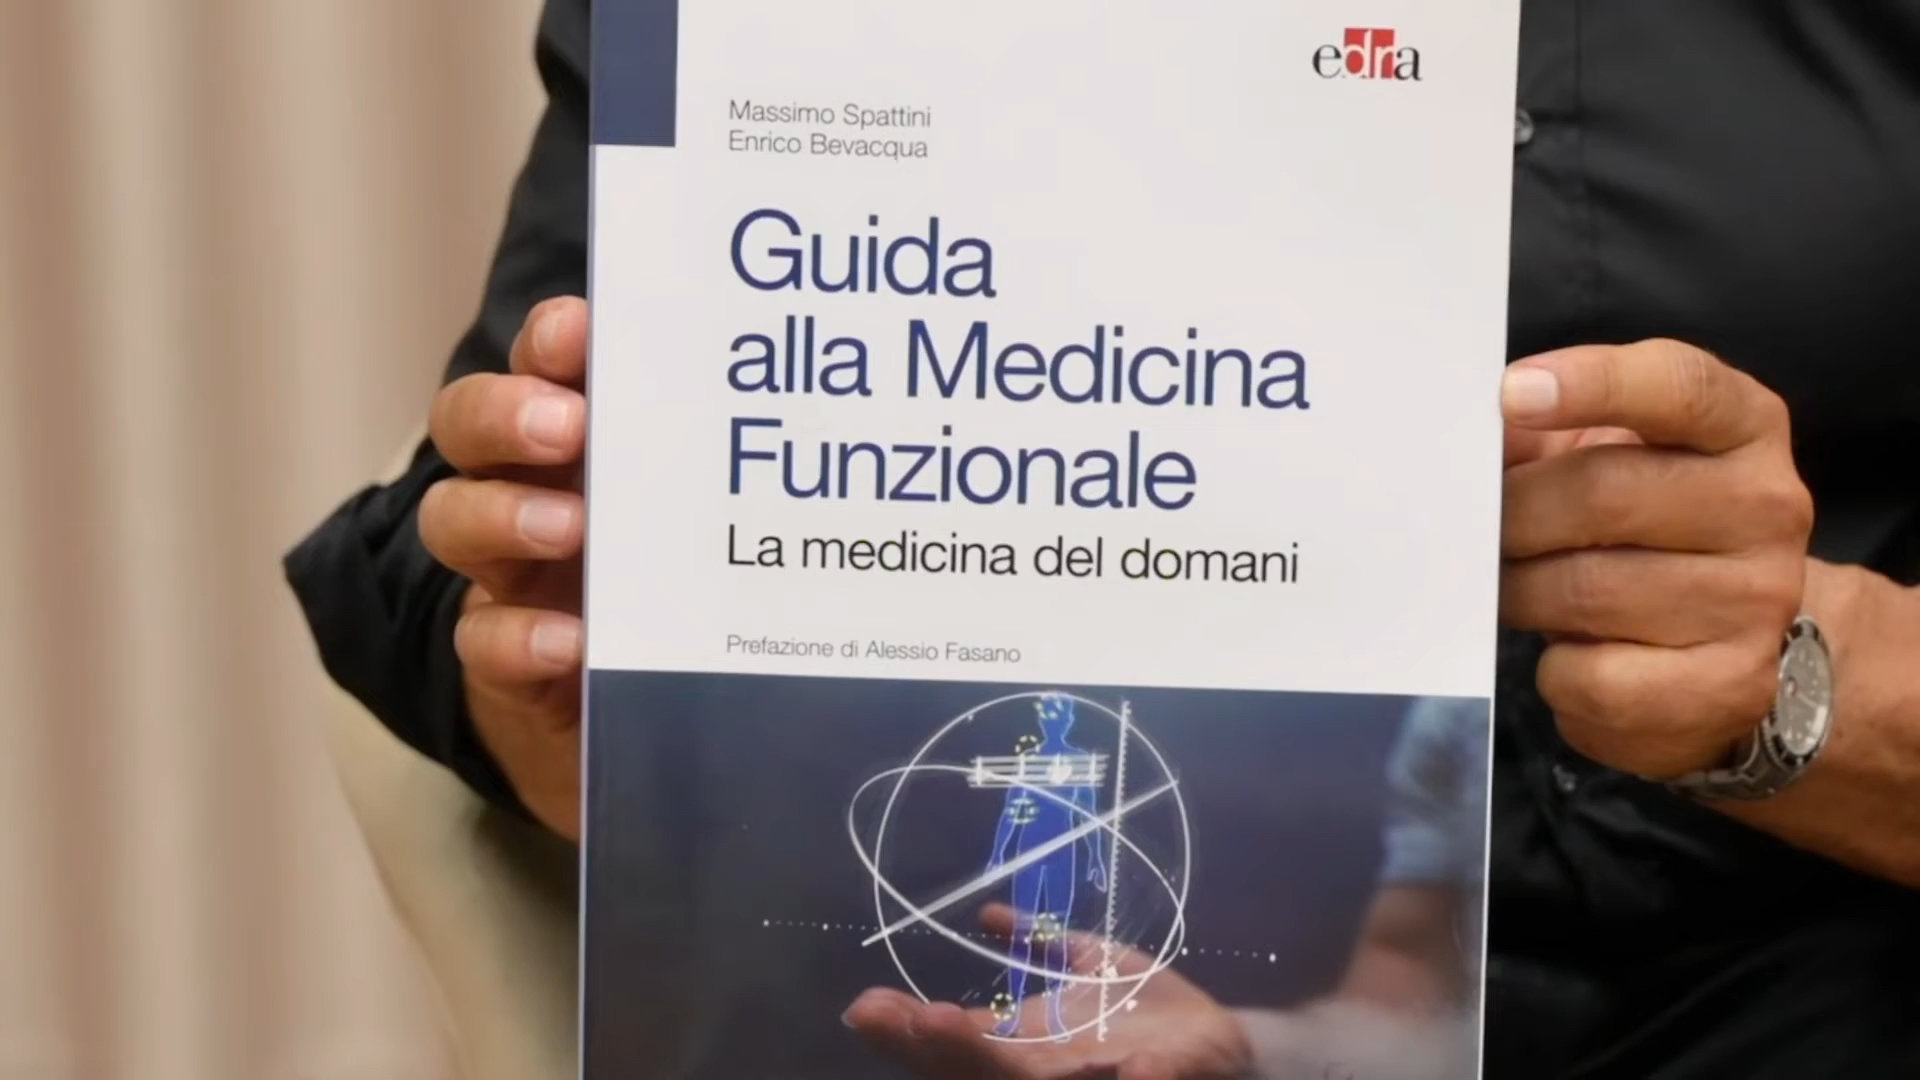 edra
Massimo Spattini
Enrico Bevacqua
Guida
alla Medicina
Funzionale
La medicina del domani
Prefazione di Alessio Fasano